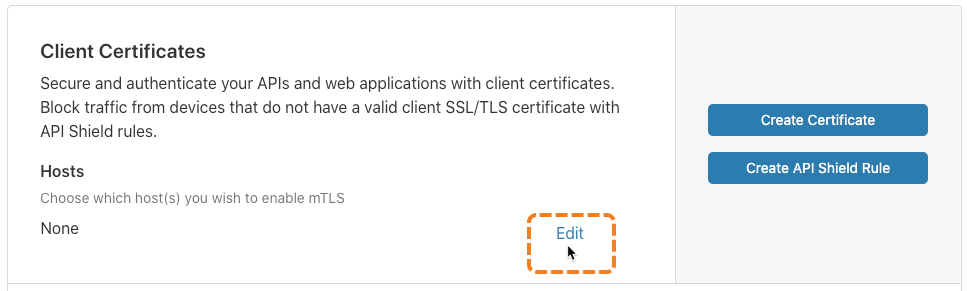 Client Certificates
Secure and authenticate your APIs and web applications with client certificates.
Block traffic from devices that do not have a valid client SSL/TLS certificate with
API Shield rules.
Hosts
Choose which host(s) you wish to enable mTLS
None
Edit
Create Certificate
Create API Shield Rule